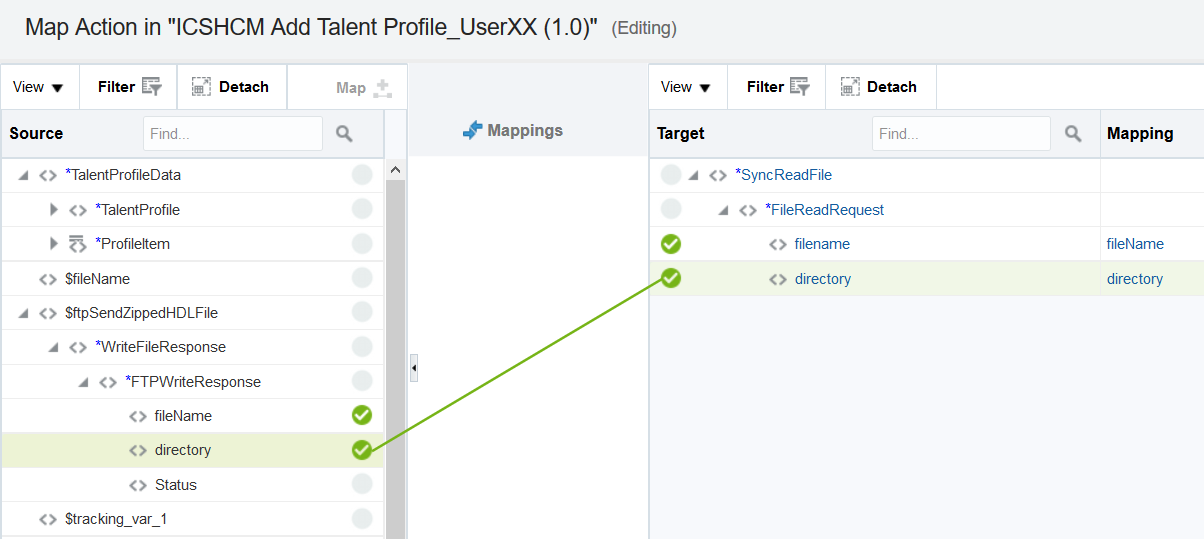 Map Action in "ICSHCM Add Talent Profile_UserXX (1.0)" (Editing)
View Filter Detach Map
Source Find...
*TalentProfileData
*TalentProfile
*ProfileItem
$fileName
$ftpSendZippedHDLFile
*WriteFileResponse
*FTPWriteResponse
fileName
directory
Status
$tracking_var_1
Mappings
View Filter Detach
Target Find... Mapping
*SyncReadFile
*FileReadRequest
filename fileName
directory directory